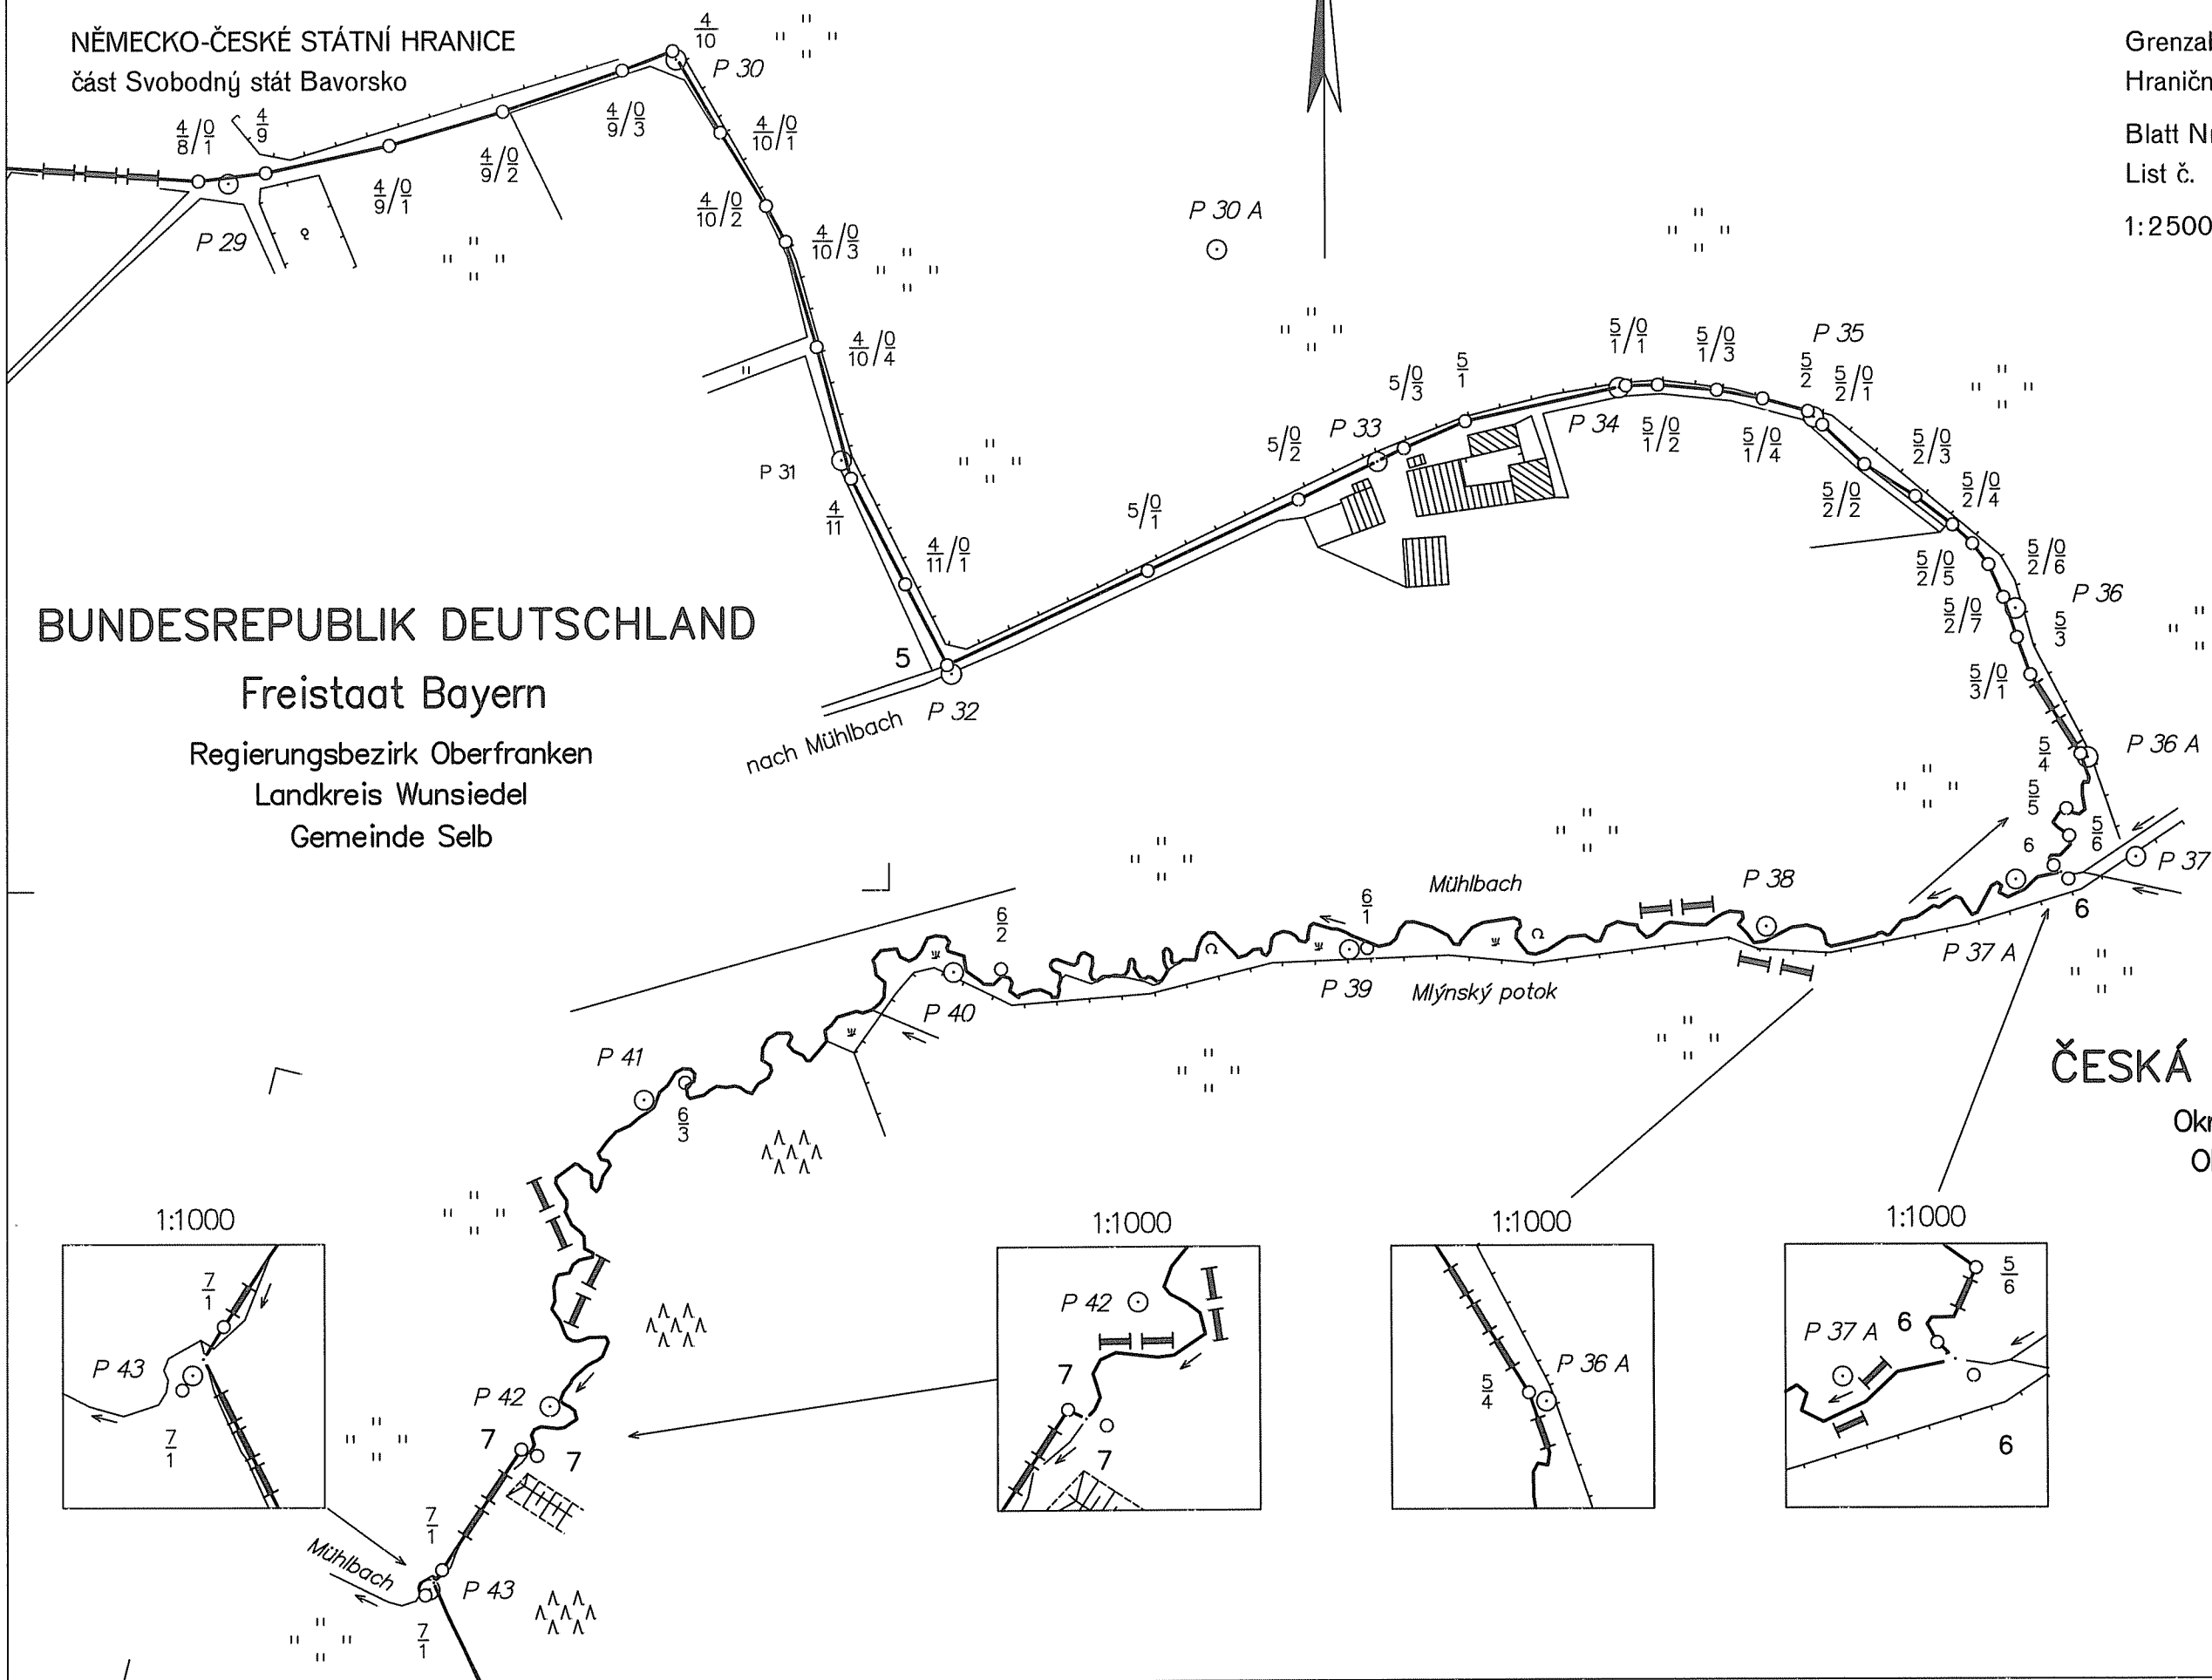 NĚMECKO-ČESKÉ STÁTNÍ HRANICE
část Svobodný stát Bavorsko
4/10
P 30
4/8/0/1
4/9
4/9/0/3
4/9/0/2
4/9/0/1
4/10/0/1
4/10/0/2
4/10/0/3
P 29
4/10/0/4
P 31
4/11
4/11/0/1
5
P 32
nach Mühlbach
P 30 A
5/0/1
5/0/2
P 33
5/0/3
5/1
P 34
5/1/0/1
5/1/0/2
5/1/0/3
5/1/0/4
P 35
5/2
5/2/0/1
5/2/0/2
5/2/0/3
5/2/0/4
5/2/0/5
5/2/0/6
5/2/0/7
P 36
5/3
5/3/0/1
5/4
P 36 A
5/5
5/6
6
P 37
6
P 37 A
BUNDESREPUBLIK DEUTSCHLAND
Freistaat Bayern
Regierungsbezirk Oberfranken
Landkreis Wunsiedel
Gemeinde Selb
Hraničn
Blatt N
List č.
1:2500
Mühlbach
P 38
6/1
P 39
Mlýnský potok
6/2
P 40
P 41
6/3
ČESKÁ
Okr
O
P 42
7
7
7/1
Mühlbach
P 43
7/1
1:1000
7/1
P 43
7/1
1:1000
P 42
7
7
1:1000
P 36 A
5/4
1:1000
5/6
6
P 37 A
6